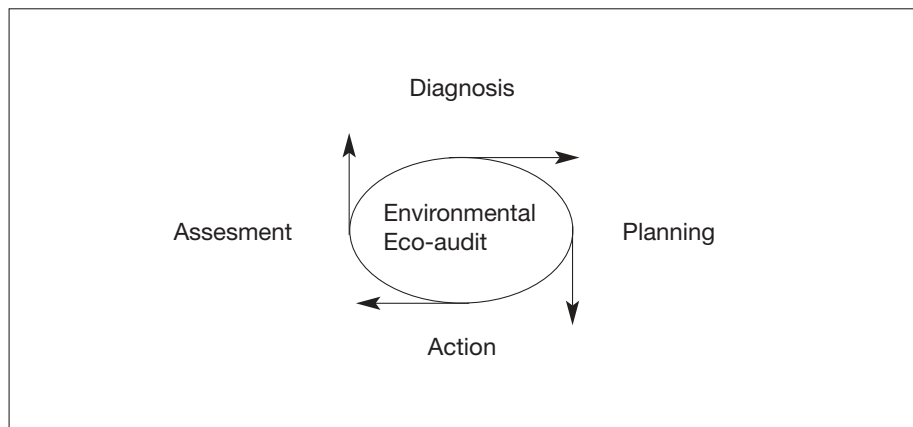 Diagnosis
Environmental
Eco-audit
Assesment
Planning
Action